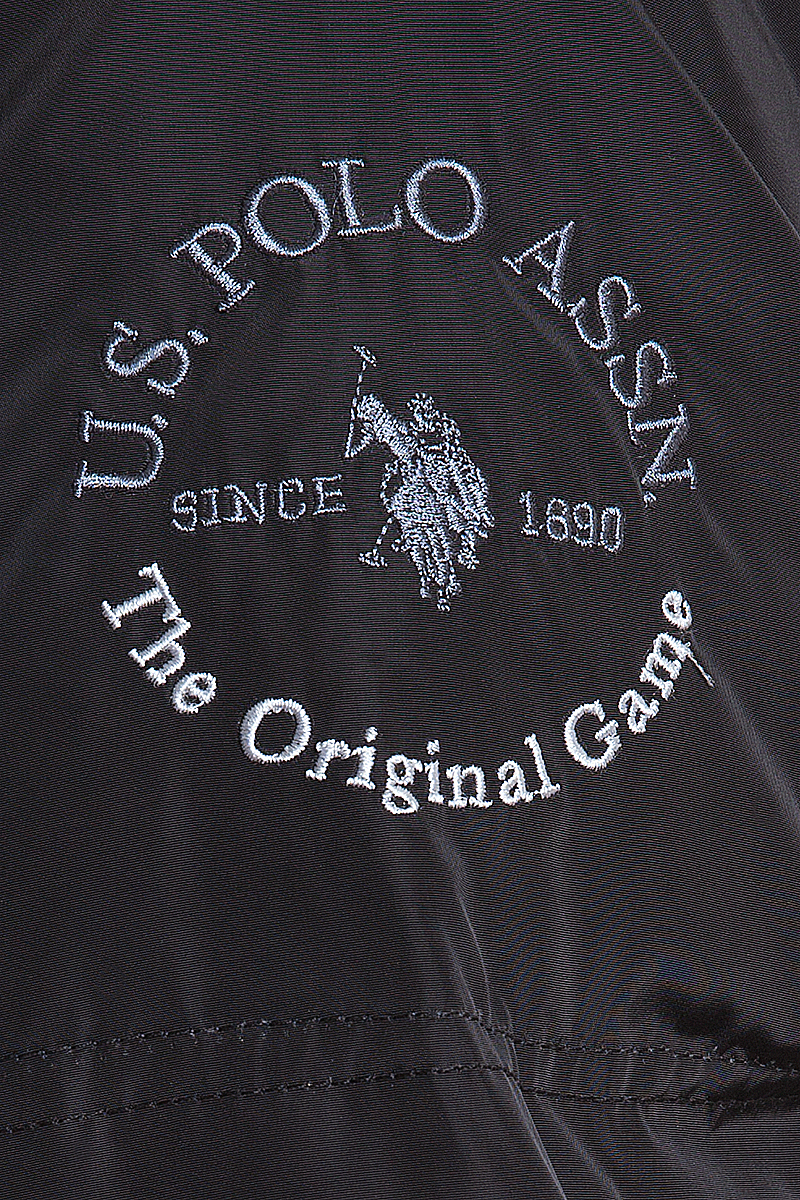 U.S. POLO ASSN.
SINCE 1890
The Original Game